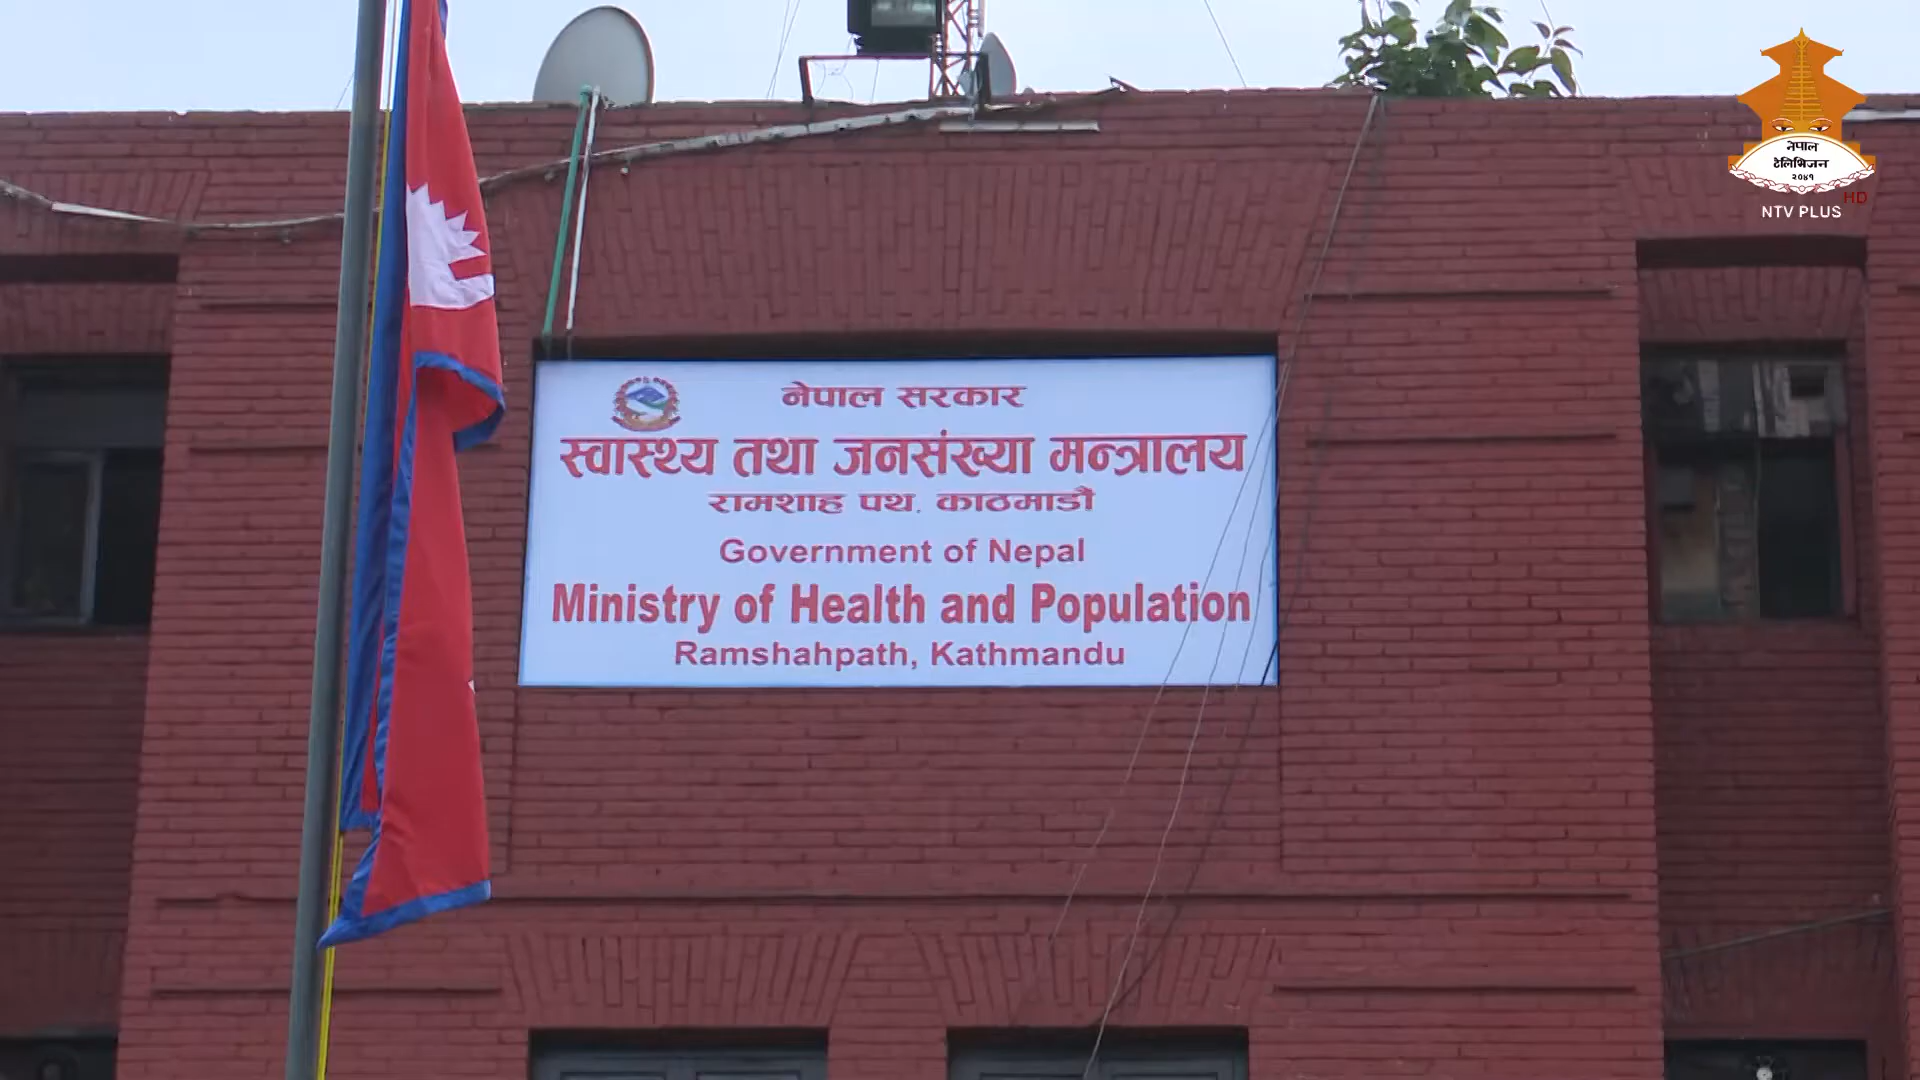 नेपाल सरकार
स्वास्थ्य तथा जनसंख्या मन्त्रालय
रामशाह पथ, काठमाडौं
Government of Nepal
Ministry of Health and Population
Ramshahpath, Kathmandu
नेपाल
टेलिभिजन
२०४१
HD
NTV PLUS